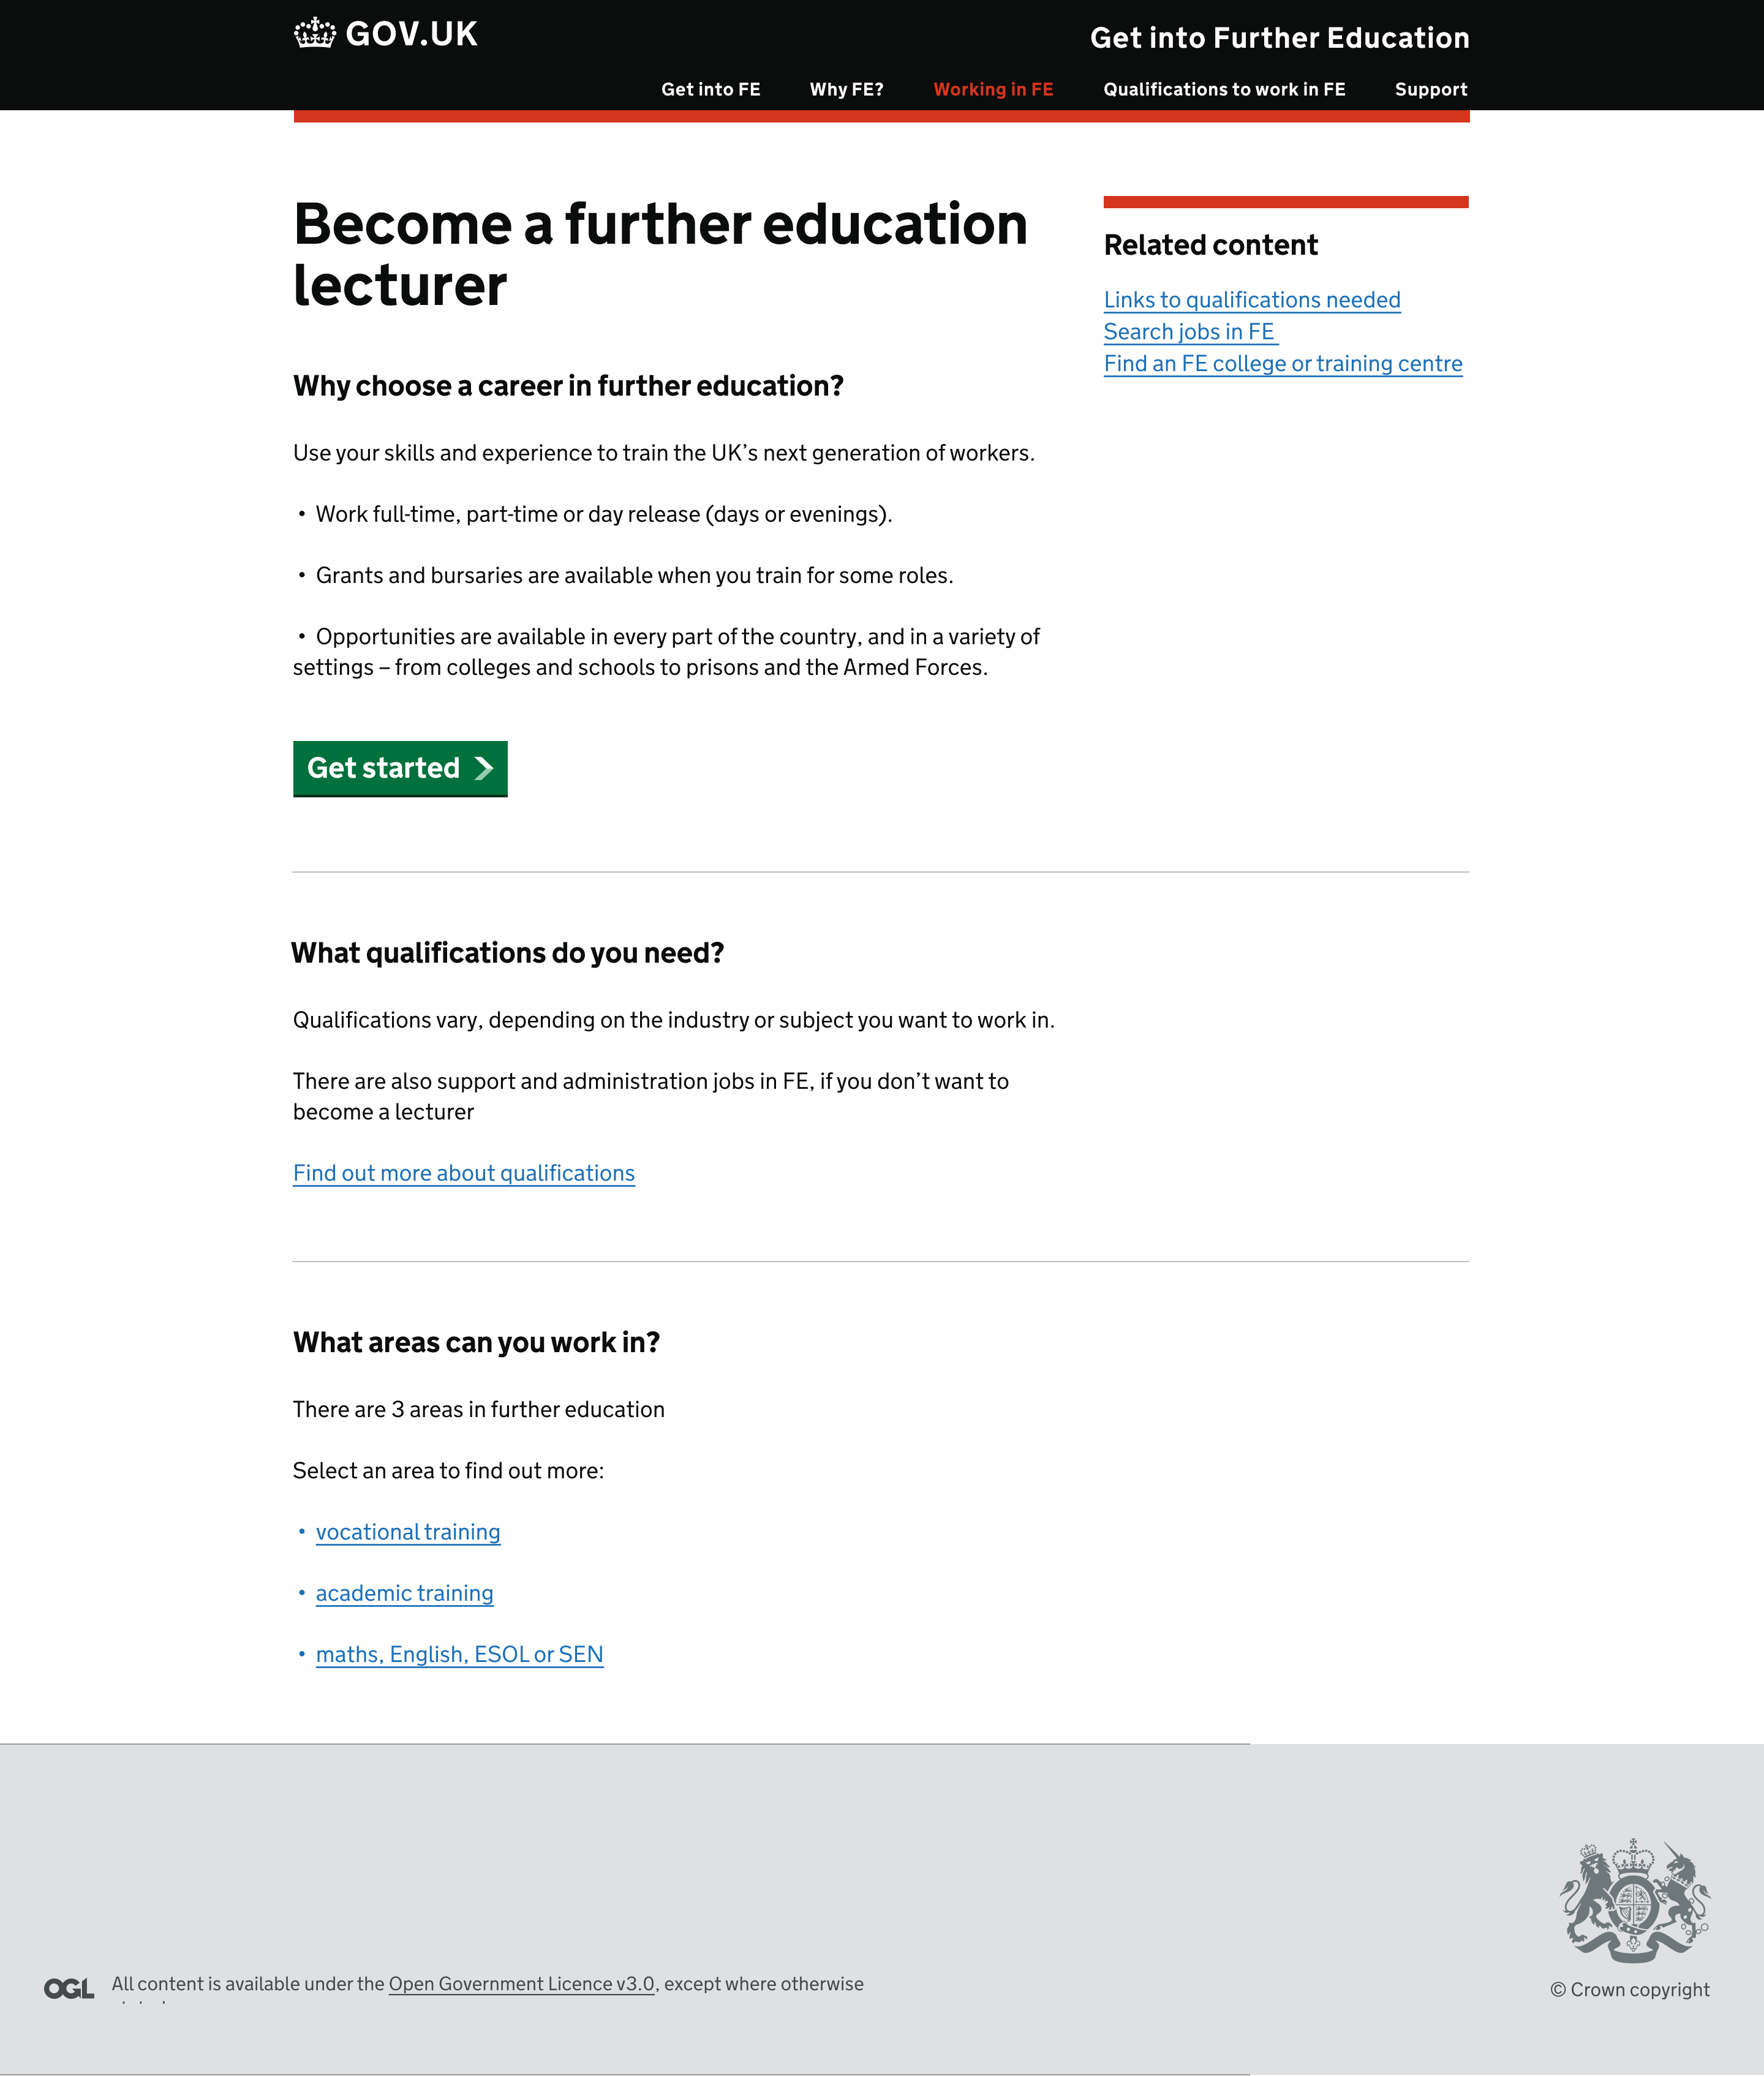 GOV.UK
Get into Further Education
Get into FE Why FE? Working in FE Qualifications to work in FE Support
Become a further education
lecturer
Why choose a career in further education?
Use your skills and experience to train the UK’s next generation of workers.
• Work full-time, part-time or day release (days or evenings).
• Grants and bursaries are available when you train for some roles.
• Opportunities are available in every part of the country, and in a variety of
settings – from colleges and schools to prisons and the Armed Forces.
Get started
Related content
Links to qualifications needed
Search jobs in FE
Find an FE college or training centre
What qualifications do you need?
Qualifications vary, depending on the industry or subject you want to work in.
There are also support and administration jobs in FE, if you don’t want to
become a lecturer
Find out more about qualifications
What areas can you work in?
There are 3 areas in further education
Select an area to find out more:
• vocational training
• academic training
• maths, English, ESOL or SEN
OGL All content is available under the Open Government Licence v3.0, except where otherwise
© Crown copyright